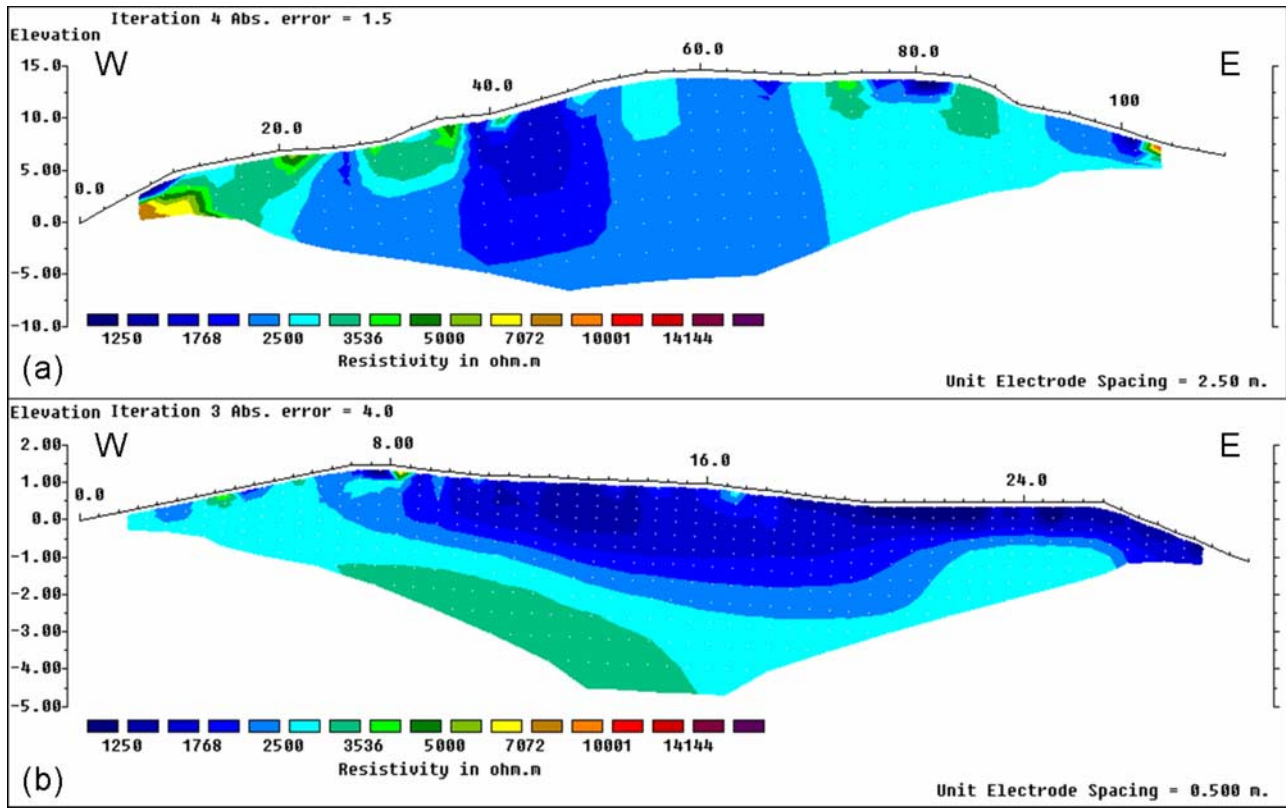 Iteration 4 Abs. error = 1.5
Elevation
W
E
15.0
10.0
5.00
0.0
-5.00
-10.0
0.0 20.0 40.0 60.0 80.0 100
1250 1768 2500 3536 5000 7072 10001 14144
Resistivity in ohm.m
(a)
Unit Electrode Spacing = 2.50 m.
Elevation Iteration 3 Abs. error = 4.0
W
E
2.00
1.00
0.0
-1.00
-2.00
-3.00
-4.00
-5.00
0.0 8.00 16.0 24.0
1250 1768 2500 3536 5000 7072 10001 14144
Resistivity in ohm.m
(b)
Unit Electrode Spacing = 0.500 m.